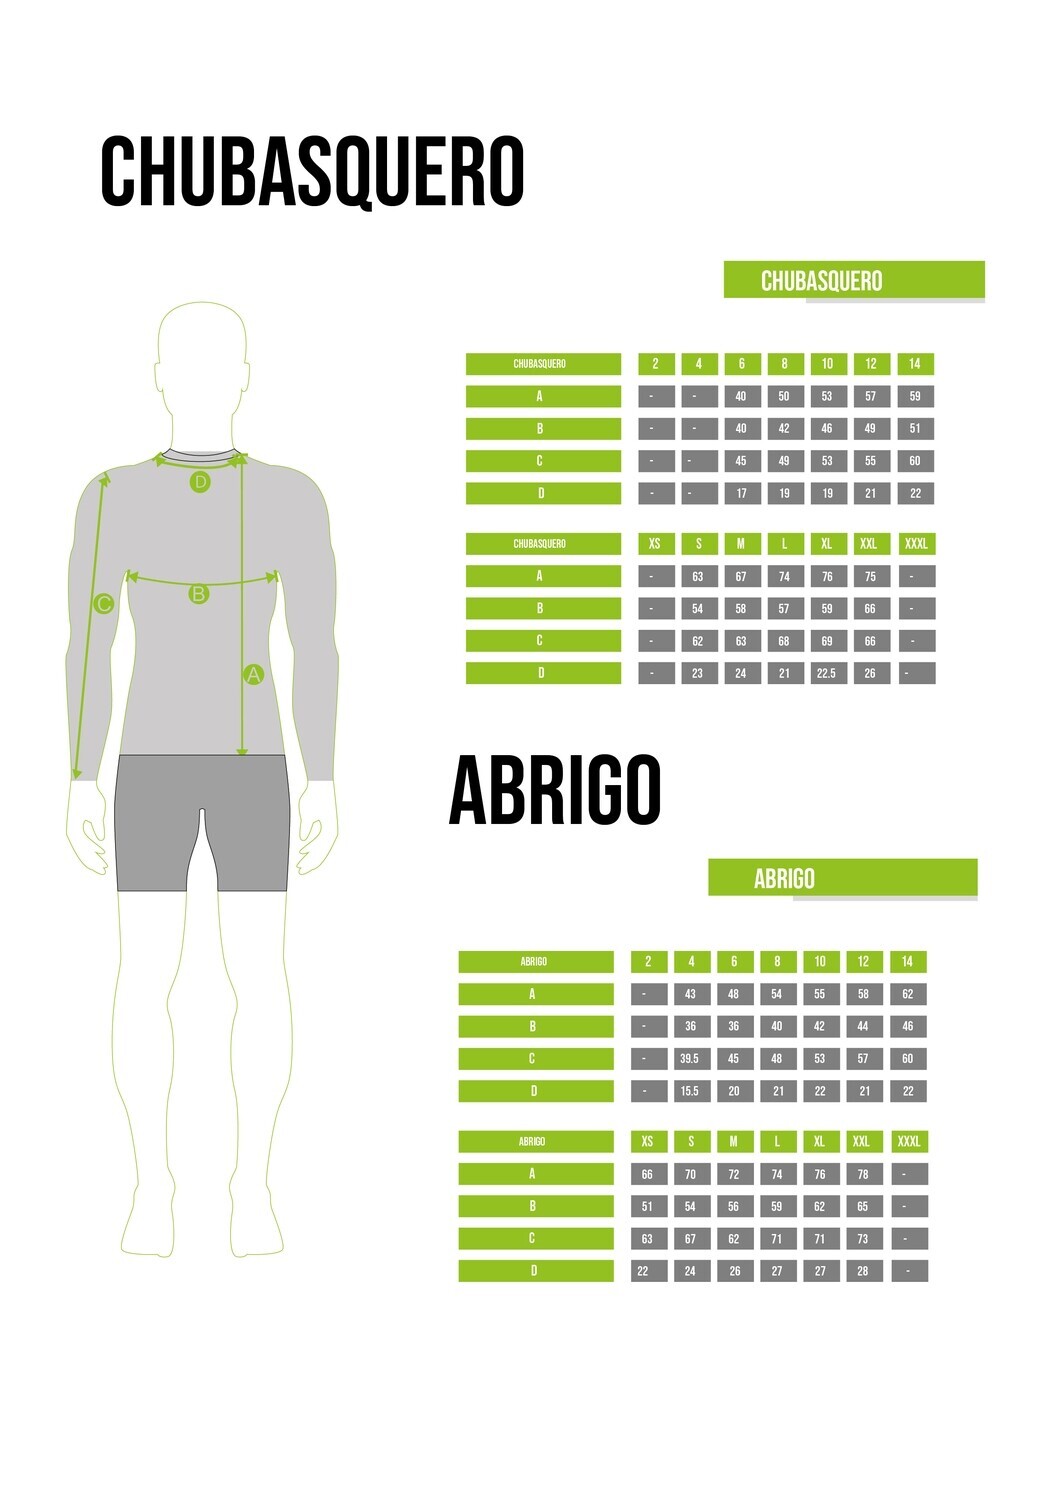 CHUBASQUERO
CHUBASQUERO
CHUBASQUERO 2 4 6 8 10 12 14
A - - 40 50 53 57 59
B - - 40 42 46 49 51
C - - 45 49 53 55 60
D - - 17 19 19 21 22
CHUBASQUERO XS S M L XL XXL XXXL
A - 63 67 74 76 75 -
B - 54 58 57 59 66 -
C - 62 63 68 69 66 -
D - 23 24 21 22.5 26 -
D
B
C
A
ABRIGO
ABRIGO
ABRIGO 2 4 6 8 10 12 14
A - 43 48 54 55 58 62
B - 36 36 40 42 44 46
C - 39.5 45 48 53 57 60
D - 15.5 20 21 22 21 22
ABRIGO XS S M L XL XXL XXXL
A 66 70 72 74 76 78 -
B 51 54 56 59 62 65 -
C 63 67 62 71 71 73 -
D 22 24 26 27 27 28 -